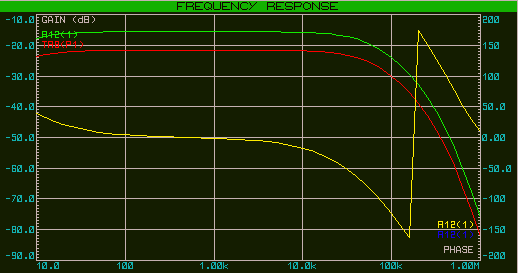 FREQUENCY RESPONSE
-10.0 GAIN (dB) 200
R12(1)
-20.0 150
-30.0 100
-40.0 50.0
-50.0 0.00
-60.0 -50.0
-70.0 -100
-80.0 R12(1) -150
PHASE
-90.0 -200
10.0 100 1.00k 10.0k 100k 1.00M